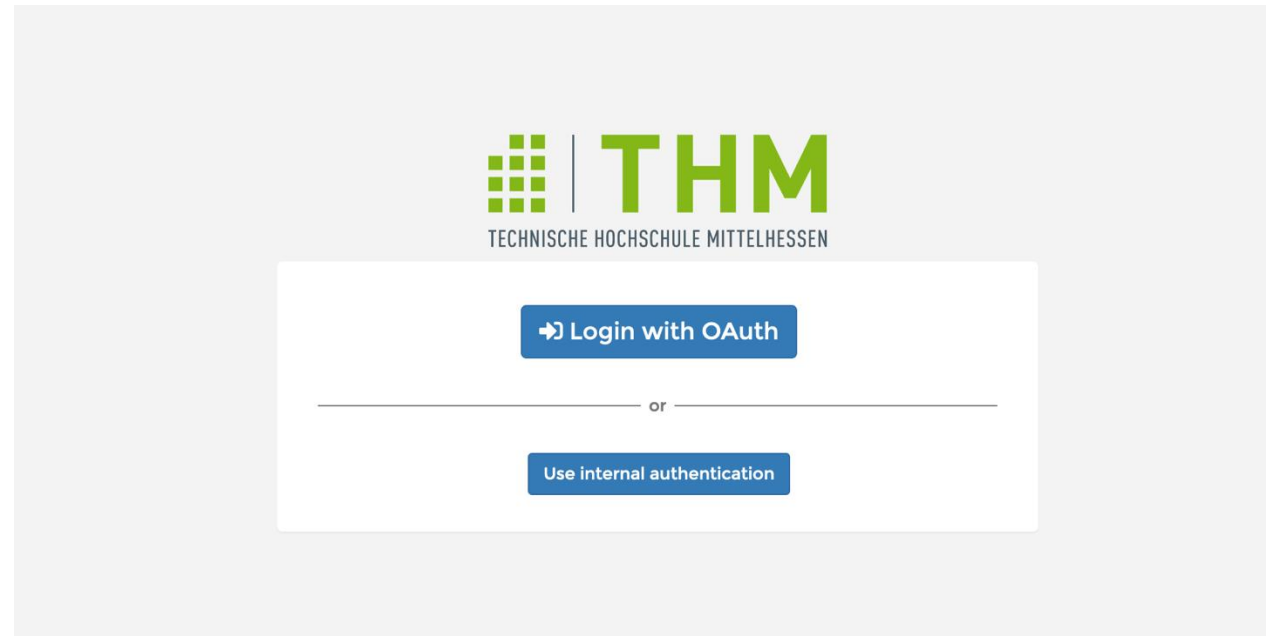 THM
TECHNISCHE HOCHSCHULE MITTELHESSEN
Login with OAuth
or
Use internal authentication